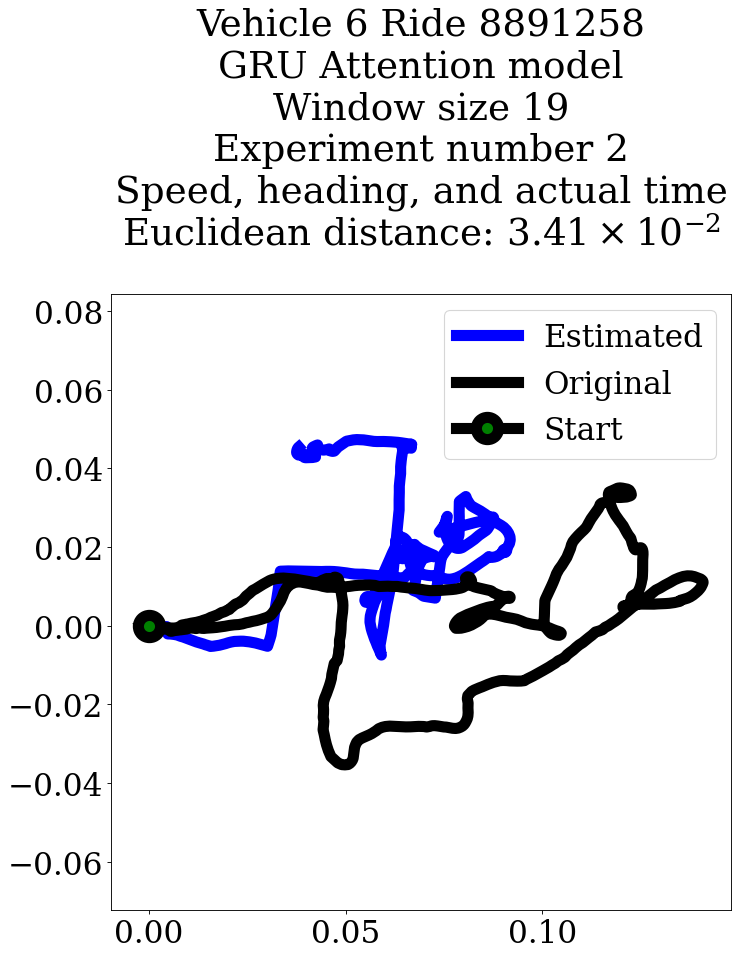 Vehicle 6 Ride 8891258
GRU Attention model
Window size 19
Experiment number 2
Speed, heading, and actual time
Euclidean distance: 3.41 × 10⁻²
Estimated
Original
Start
0.08
0.06
0.04
0.02
0.00
−0.02
−0.04
−0.06
0.00 0.05 0.10